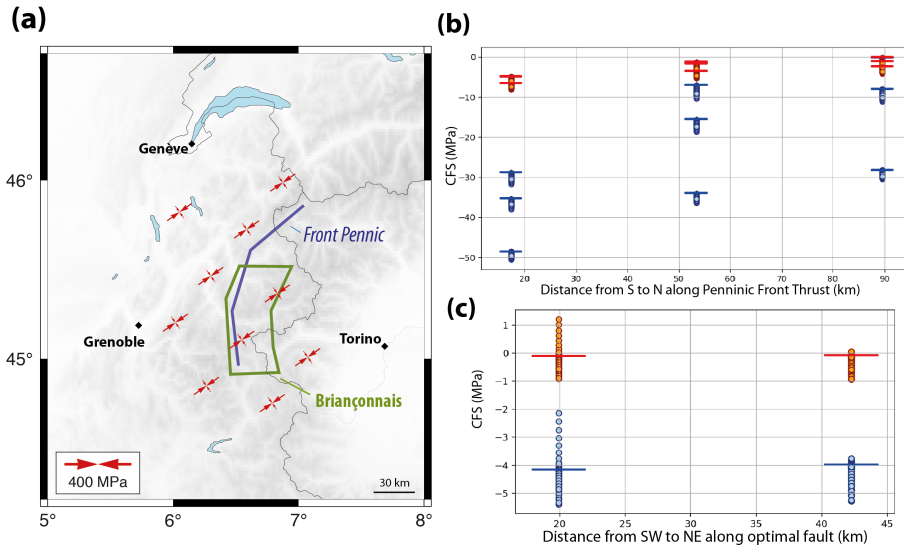 (a)
Genève
46°
Front Pennic
Grenoble
Torino
45°
Briançonnais
400 MPa
30 km
5°
6°
7°
8°
(b)
0
−10
−20
−30
−40
−50
CFS (MPa)
20
30
40
50
60
70
80
90
Distance from S to N along Penninic Front Thrust (km)
(c)
1
0
−1
−2
−3
−4
−5
CFS (MPa)
20
25
30
35
40
45
Distance from SW to NE along optimal fault (km)